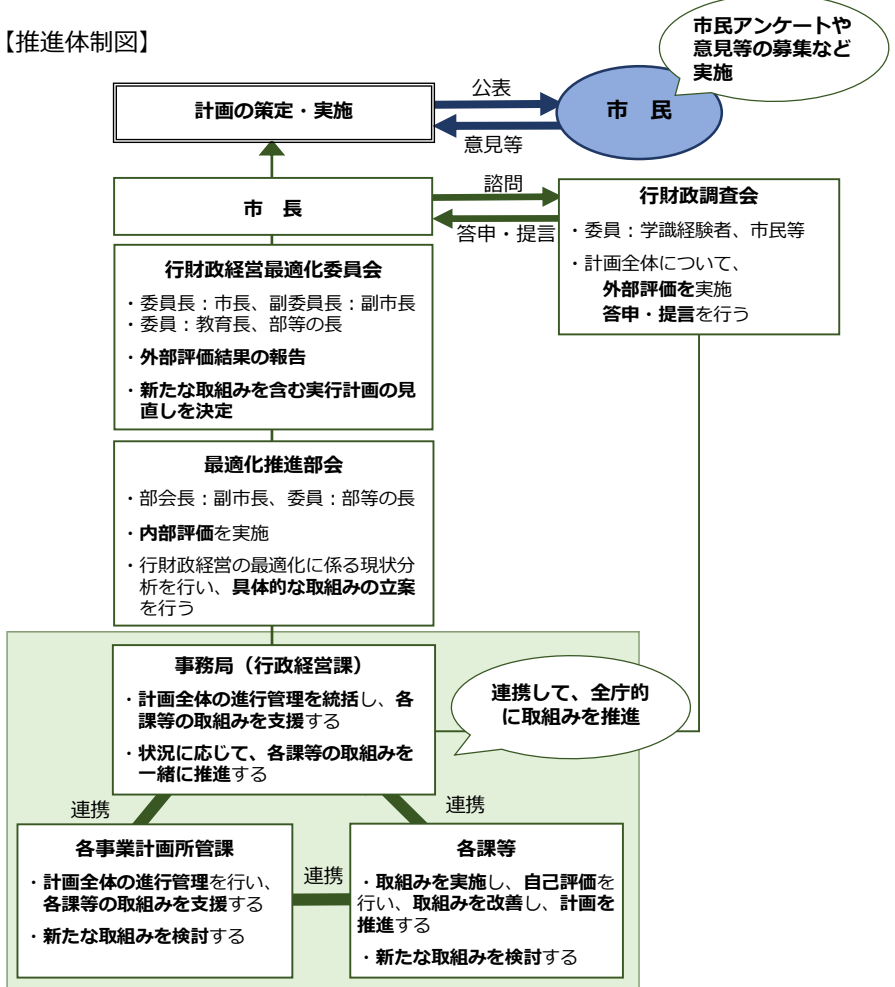 【推進体制図】
市民アンケートや
意見等の募集など
実施
計画の策定・実施
公表
意見等
市　民
市　長
諮問
答申・提言
行財政調査会
・委員：学識経験者、市民等
・計画全体について、
外部評価を実施
答申・提言を行う
行財政経営最適化委員会
・委員長：市長、副委員長：副市長
・委員：教育長、部等の長
・外部評価結果の報告
・新たな取組みを含む実行計画の見
直しを決定
最適化推進部会
・部会長：副市長、委員：部等の長
・内部評価を実施
・行財政経営の最適化に係る現状分
析を行い、具体的な取組みの立案
を行う
事務局（行政経営課）
・計画全体の進行管理を統括し、各
課等の取組みを支援する
・状況に応じて、各課等の取組みを
一緒に推進する
連携して、全庁的
に取組みを推進
連携
連携
各事業計画所管課
・計画全体の進行管理を行い、
各課等の取組みを支援する
・新たな取組みを検討する
連携
各課等
・取組みを実施し、自己評価を
行い、取組みを改善し、計画を
推進する
・新たな取組みを検討する